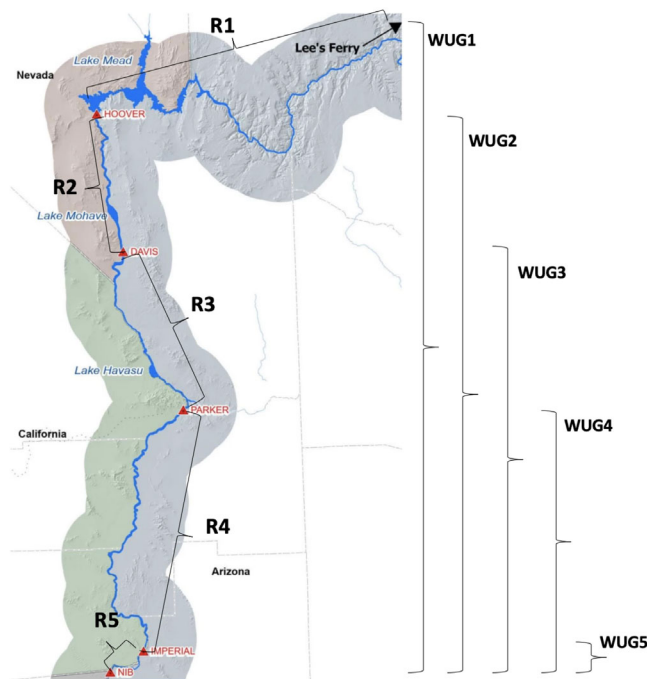 R1
WUG1
Lee's Ferry
Lake Mead
Nevada
HOOVER
WUG2
R2
Lake Mohave
DAVIS
WUG3
R3
Lake Havasu
PARKER
WUG4
California
R4
Arizona
R5
WUG5
IMPERIAL
NIB